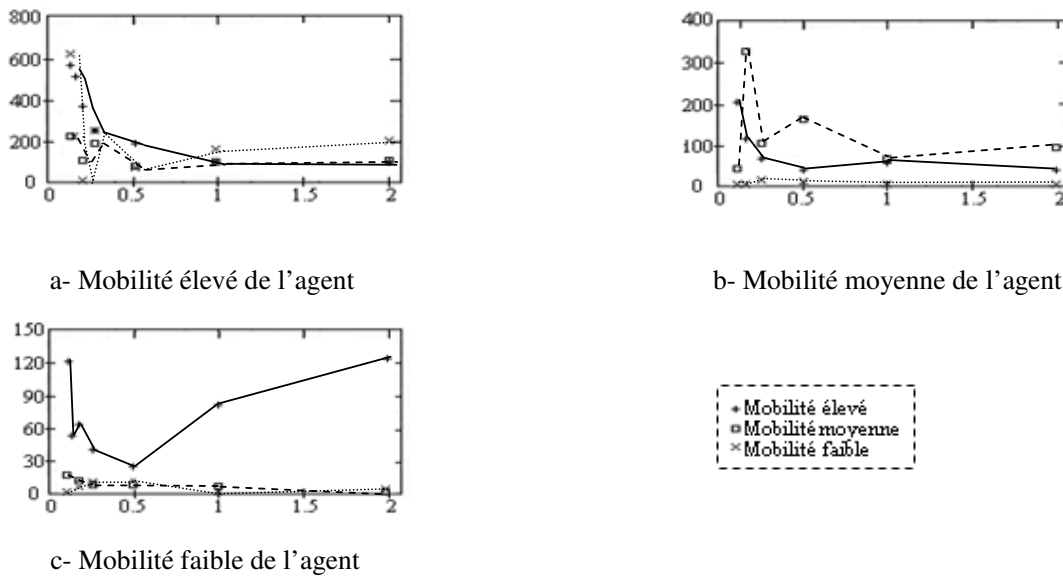 800
600
400
200
0
0 0.5 1 1.5 2
400
300
200
100
0
0 0.5 1 1.5 2
a- Mobilité élevé de l'agent
b- Mobilité moyenne de l'agent
150
120
90
60
30
0
0 0.5 1 1.5 2
Mobilité élevé
Mobilité moyenne
Mobilité faible
c- Mobilité faible de l'agent